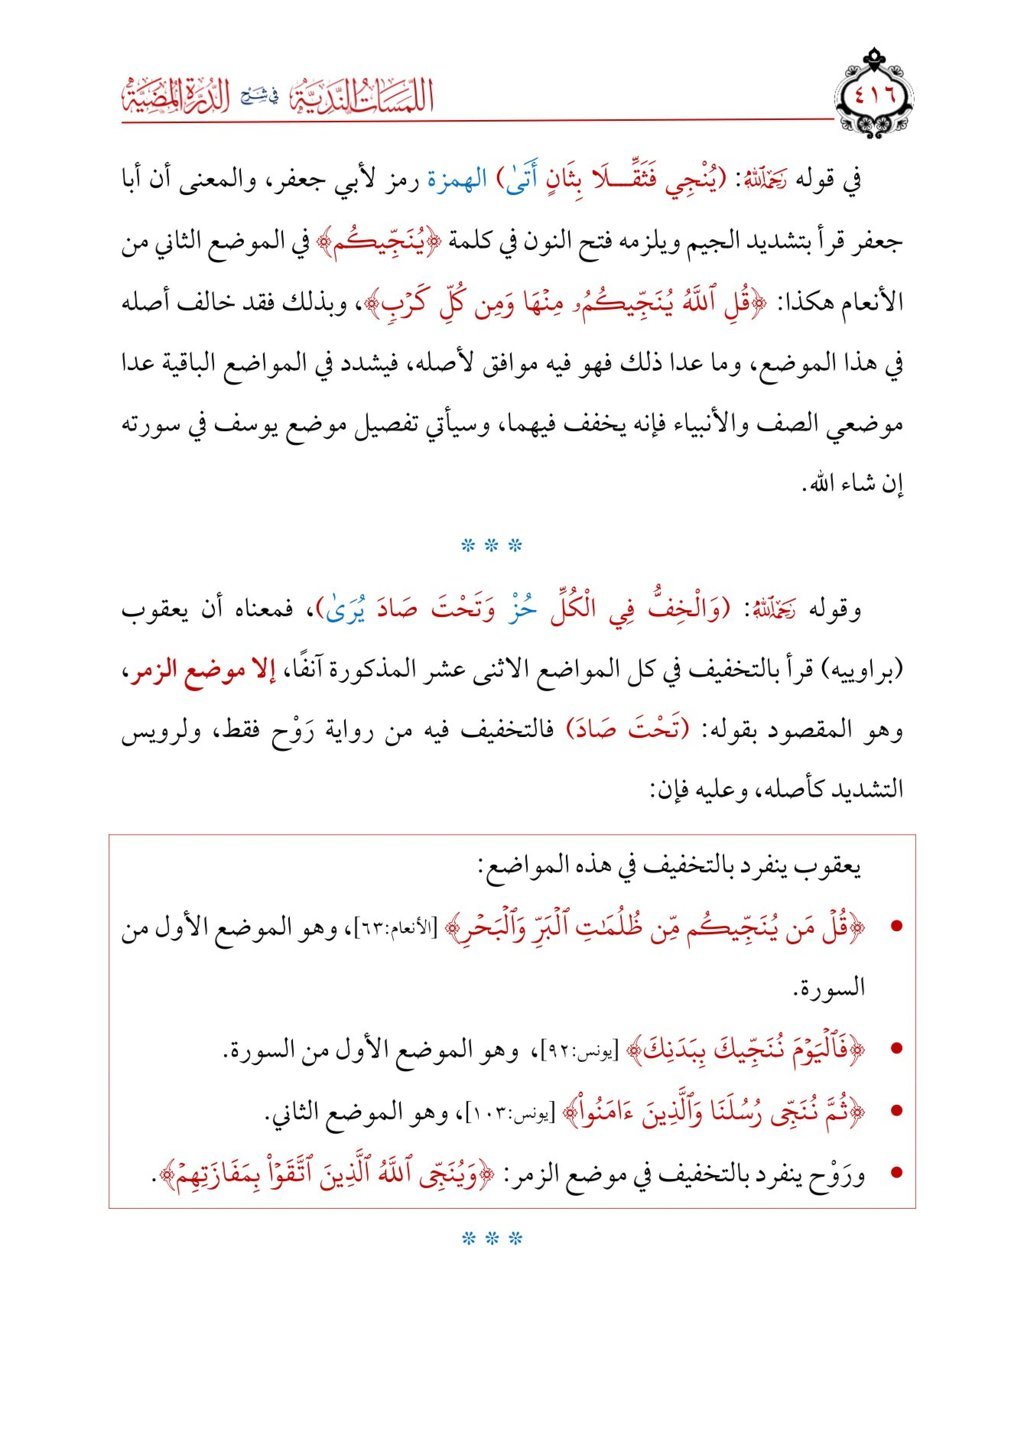 اللمسات الندية في شرح الدرة المضية
٤١٦
في قوله رَحِمَهُ اللَّهُ: (يُنْجِي فَثَقِّـلَا بِثَانٍ أَتَىٰ) الهمزة رمز لأبي جعفر، والمعنى أن أبا
جعفر قرأ بتشديد الجيم ويلزمه فتح النون في كلمة ﴿يُنَجِّيكُم﴾ في الموضع الثاني من
الأنعام هكذا: ﴿قُلِ ٱللَّهُ يُنَجِّيكُمُۥ مِنْهَا وَمِن كُلِّ كَرْبٖ﴾، وبذلك فقد خالف أصله
في هذا الموضع، وما عدا ذلك فهو فيه موافق لأصله، فيشدد في المواضع الباقية عدا
موضعي الصف والأنبياء فإنه يخفف فيهما، وسيأتي تفصيل موضع يوسف في سورته
إن شاء الله.
* * *
وقوله رَحِمَهُ اللَّهُ: (وَالْخِفُّ فِي الْكُلِّ حُزْ وَتَحْتَ صَادَ يُرَىٰ)، فمعناه أن يعقوب
(براوييه) قرأ بالتخفيف في كل المواضع الاثنى عشر المذكورة آنفًا، إلا موضع الزمر،
وهو المقصود بقوله: (تَحْتَ صَادَ) فالتخفيف فيه من رواية رَوْح فقط، ولرويس
التشديد كأصله، وعليه فإن:
يعقوب ينفرد بالتخفيف في هذه المواضع:
• ﴿قُلۡ مَن يُنَجِّيكُم مِّن ظُلُمَٰتِ ٱلۡبَرِّ وَٱلۡبَحۡرِ﴾ [الأنعام:٦٣]، وهو الموضع الأول من
السورة.
• ﴿فَٱلۡيَوۡمَ نُنَجِّيكَ بِبَدَنِكَ﴾ [يونس:٩٢]، وهو الموضع الأول من السورة.
• ﴿ثُمَّ نُنَجِّى رُسُلَنَا وَٱلَّذِينَ ءَامَنُواْ﴾ [يونس:١٠٣]، وهو الموضع الثاني.
• ورَوْح ينفرد بالتخفيف في موضع الزمر: ﴿وَيُنَجِّى ٱللَّهُ ٱلَّذِينَ ٱتَّقَوۡاْ بِمَفَازَتِهِمۡ﴾.
* * *